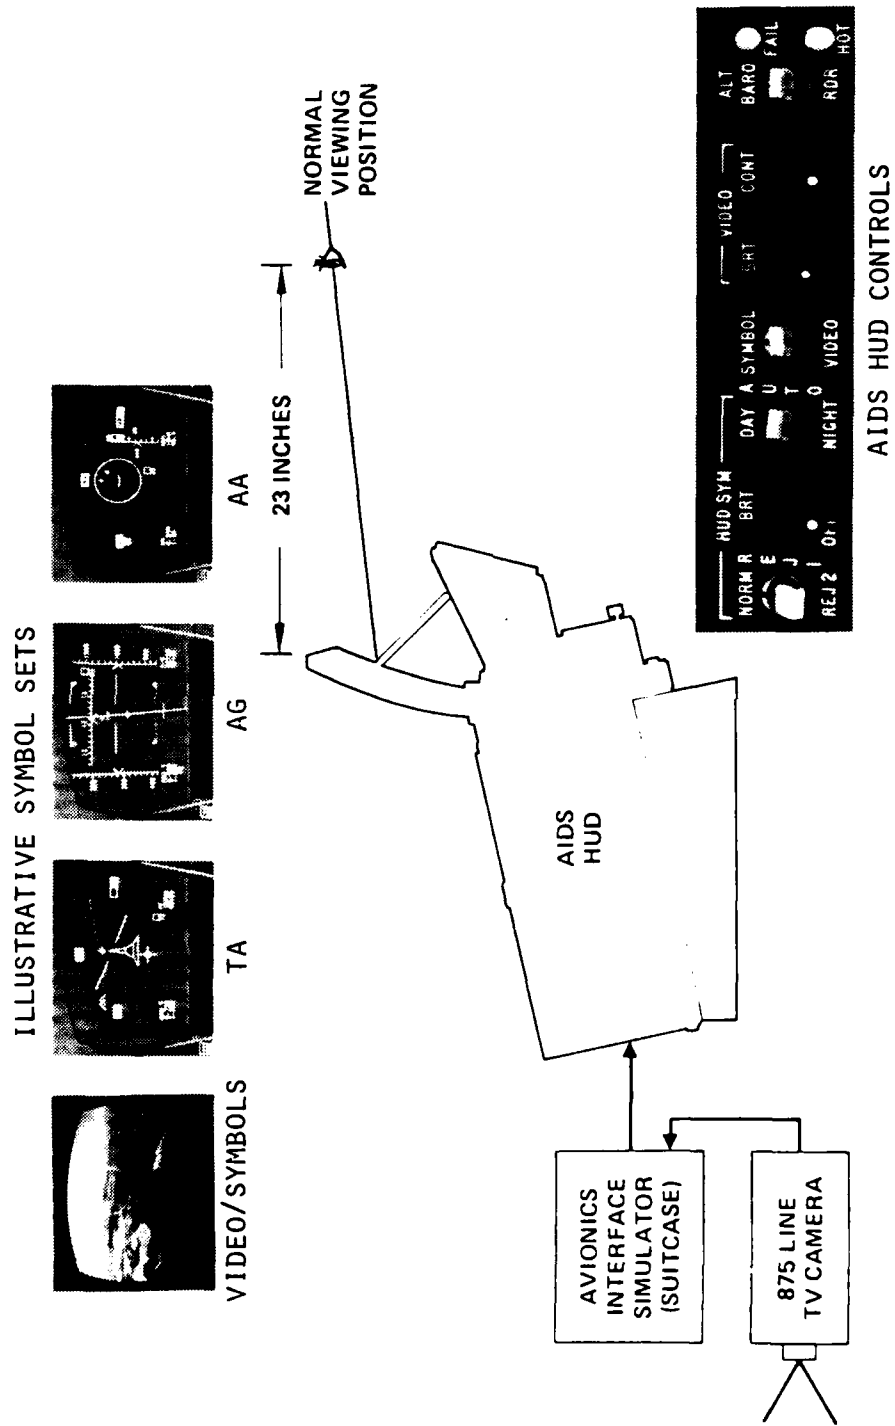 ILLUSTRATIVE SYMBOL SETS
VIDEO/SYMBOLS
TA
AG
AA
23 INCHES
NORMAL
VIEWING
POSITION
AIDS
HUD
AVIONICS
INTERFACE
SIMULATOR
(SUITCASE)
875 LINE
TV CAMERA
HUD SYM
VIDEO
ALT
NORM R
E
J
1
REJ 2
BRT
OFF
DAY A
U
T
NIGHT O
SYMBOL
VIDEO
BRT
CONT
BARO
RDR
FAIL
HOT
AIDS HUD CONTROLS